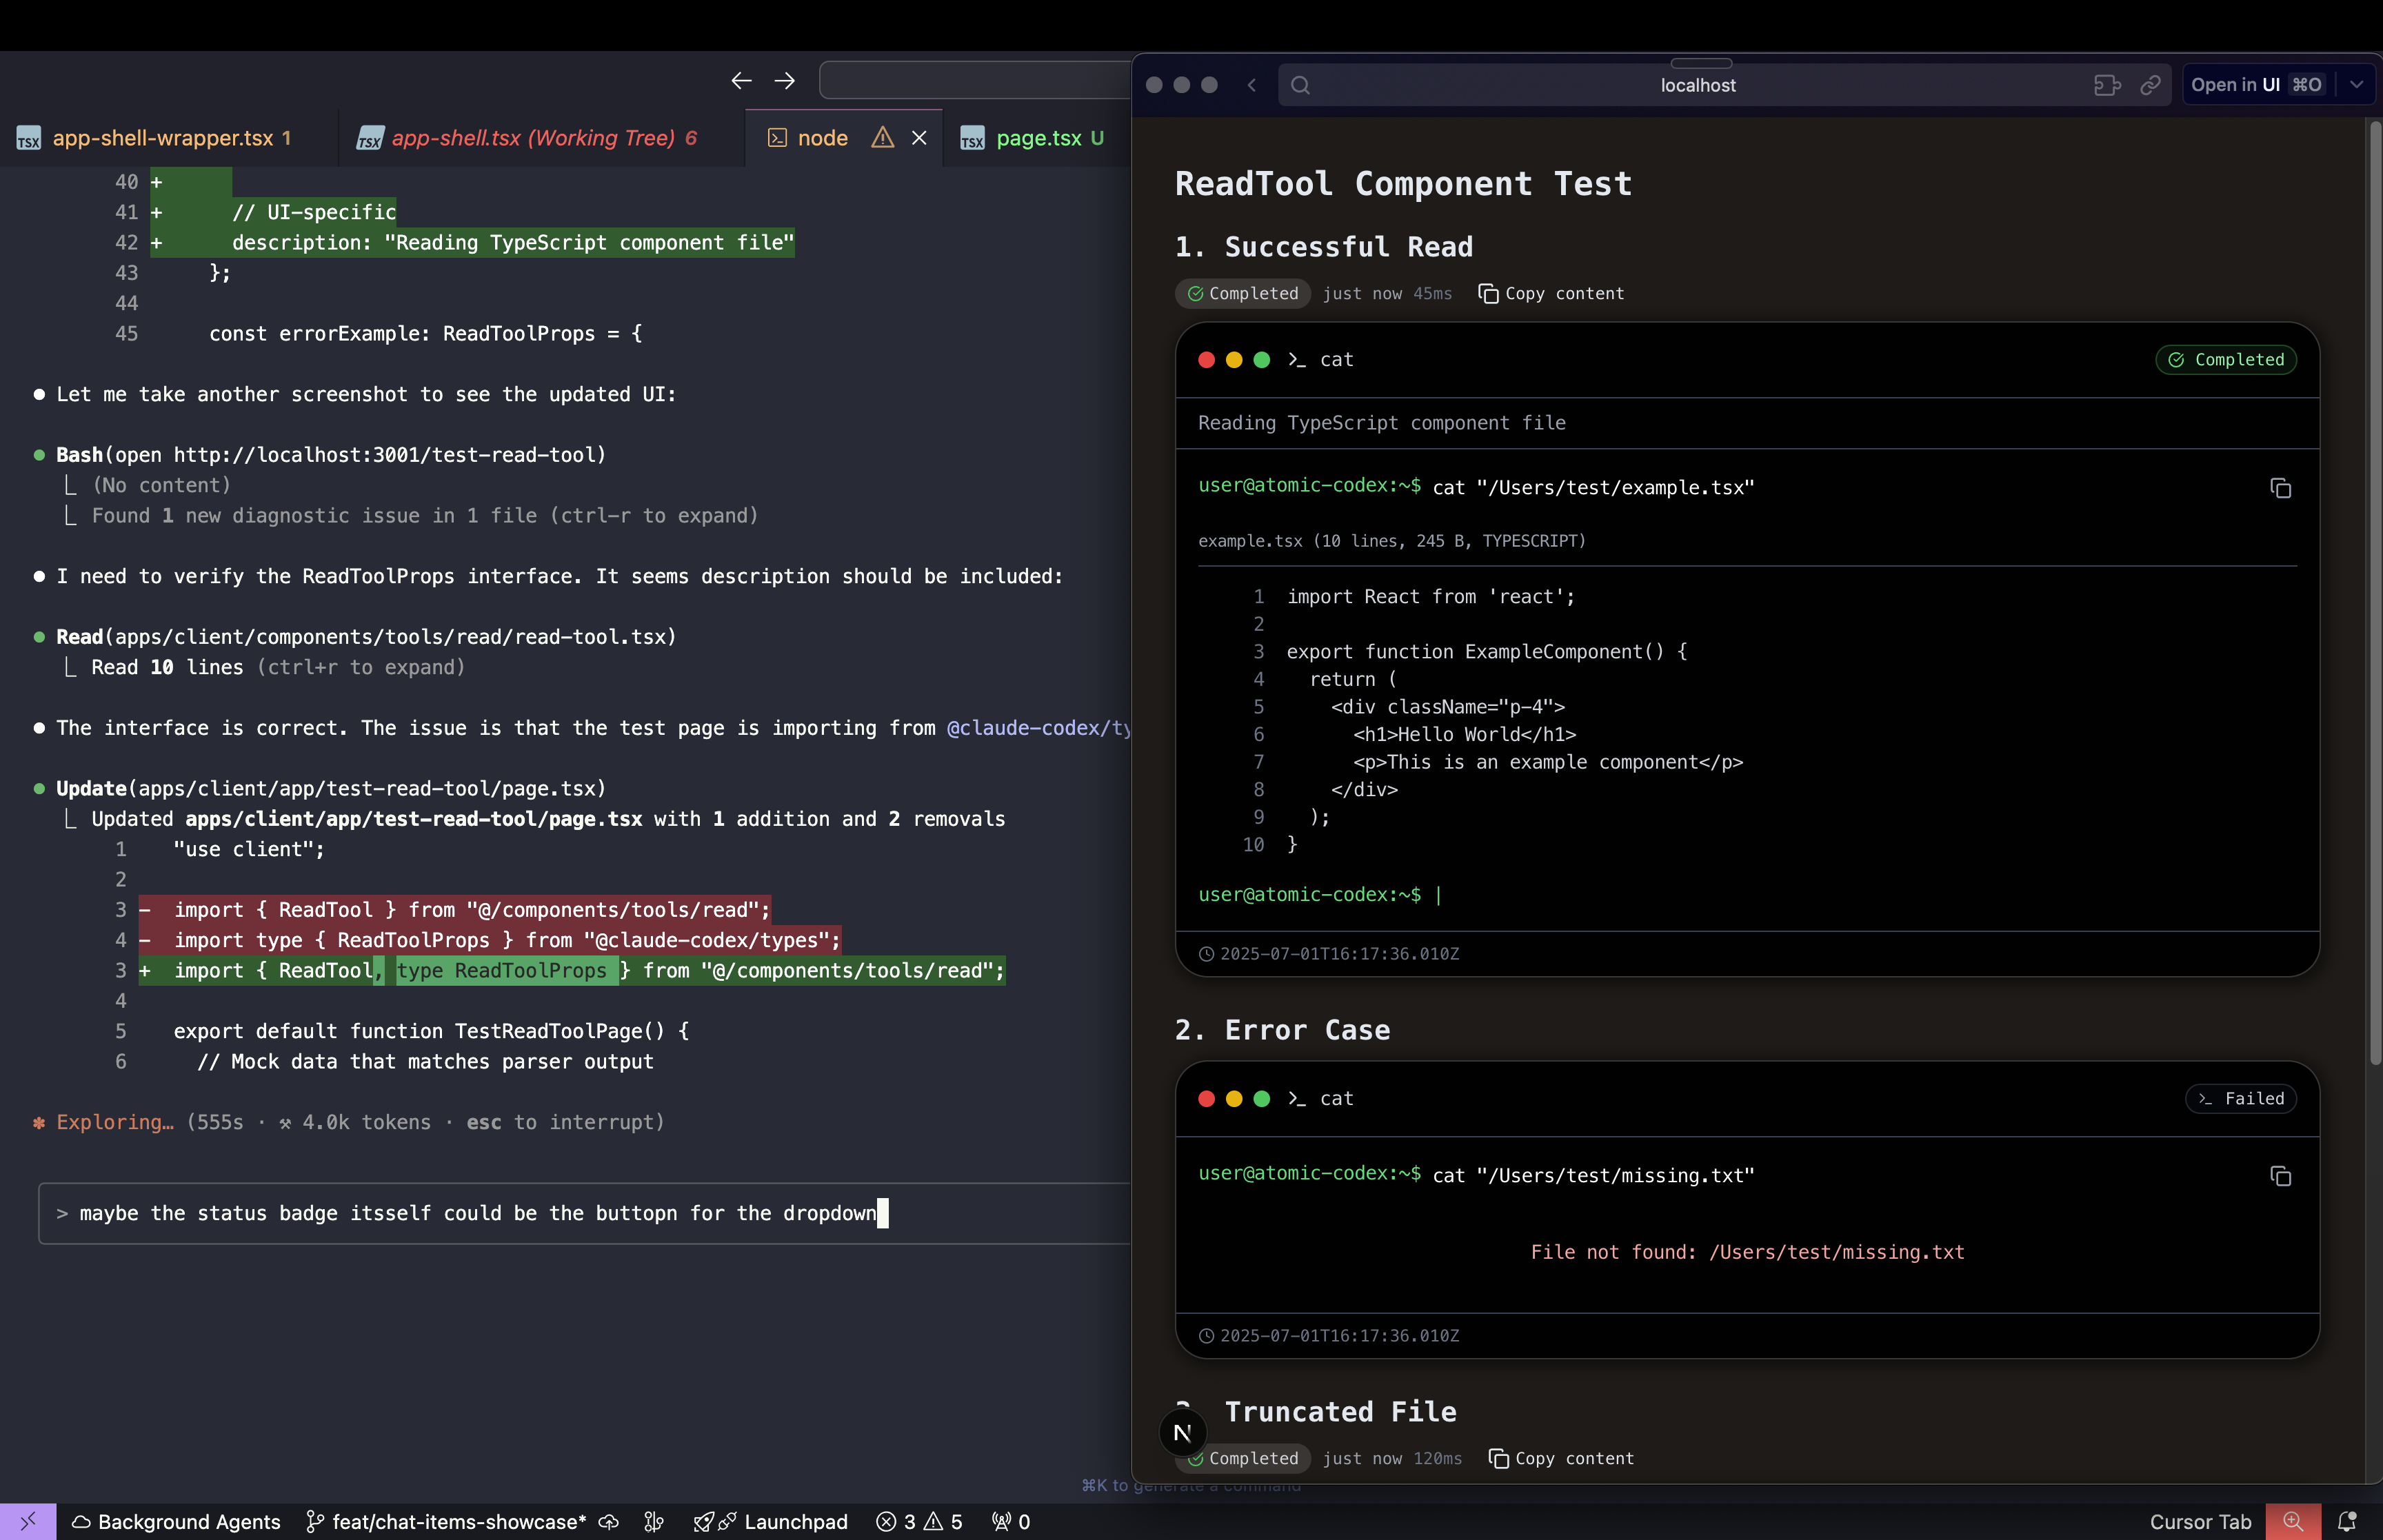 app-shell-wrapper.tsx 1
app-shell.tsx (Working Tree) 6
node
page.tsx U
40 +
41 + // UI-specific
42 + description: "Reading TypeScript component file"
43 };
44
45 const errorExample: ReadToolProps = {
● Let me take another screenshot to see the updated UI:
● Bash(open http://localhost:3001/test-read-tool)
⎿ (No content)
⎿ Found 1 new diagnostic issue in 1 file (ctrl-r to expand)
● I need to verify the ReadToolProps interface. It seems description should be included:
● Read(apps/client/components/tools/read/read-tool.tsx)
⎿ Read 10 lines (ctrl+r to expand)
● The interface is correct. The issue is that the test page is importing from @claude-codex/ty
● Update(apps/client/app/test-read-tool/page.tsx)
⎿ Updated apps/client/app/test-read-tool/page.tsx with 1 addition and 2 removals
1 "use client";
2
3 - import { ReadTool } from "@/components/tools/read";
4 - import type { ReadToolProps } from "@claude-codex/types";
3 + import { ReadTool, type ReadToolProps } from "@/components/tools/read";
4
5 export default function TestReadToolPage() {
6 // Mock data that matches parser output
✽ Exploring… (555s · ⚒ 4.0k tokens · esc to interrupt)
> maybe the status badge itsself could be the buttopn for the dropdown
⌘K to generate a command
Background Agents
feat/chat-items-showcase*
Launchpad
3
5
0
Cursor Tab
localhost
Open in UI ⌘O
ReadTool Component Test
1. Successful Read
Completed just now 45ms Copy content
>_ cat Completed
Reading TypeScript component file
user@atomic-codex:~$ cat "/Users/test/example.tsx"
example.tsx (10 lines, 245 B, TYPESCRIPT)
1 import React from 'react';
2
3 export function ExampleComponent() {
4 return (
5 <div className="p-4">
6 <h1>Hello World</h1>
7 <p>This is an example component</p>
8 </div>
9 );
10 }
user@atomic-codex:~$ |
2025-07-01T16:17:36.010Z
2. Error Case
>_ cat >_ Failed
user@atomic-codex:~$ cat "/Users/test/missing.txt"
File not found: /Users/test/missing.txt
2025-07-01T16:17:36.010Z
Truncated File
N
Completed just now 120ms Copy content